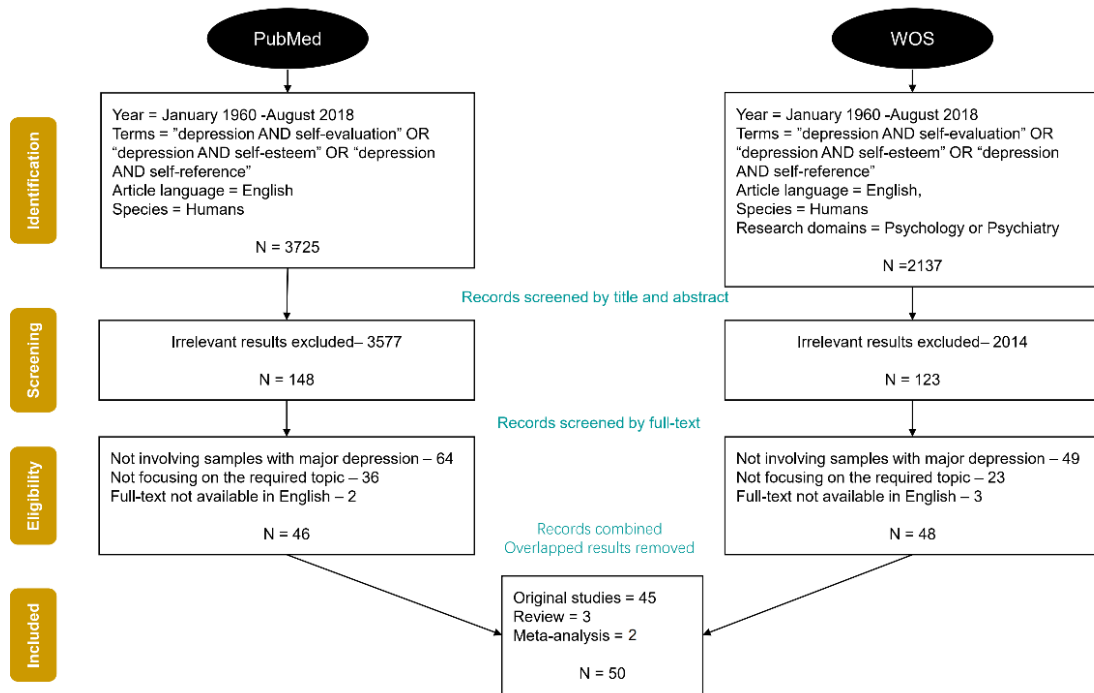 PubMed
WOS
Identification
Year = January 1960 -August 2018
Terms = "depression AND self-evaluation" OR
“depression AND self-esteem” OR “depression
AND self-reference”
Article language = English
Species = Humans
N = 3725
Year = January 1960 -August 2018
Terms = "depression AND self-evaluation” OR
“depression AND self-esteem” OR “depression
AND self-reference”
Article language = English,
Species = Humans
Research domains = Psychology or Psychiatry
N =2137
Records screened by title and abstract
Screening
Irrelevant results excluded– 3577
N = 148
Irrelevant results excluded– 2014
N = 123
Records screened by full-text
Eligibility
Not involving samples with major depression – 64
Not focusing on the required topic – 36
Full-text not available in English – 2
N = 46
Not involving samples with major depression – 49
Not focusing on the required topic – 23
Full-text not available in English – 3
N = 48
Records combined
Overlapped results removed
Included
Original studies = 45
Review = 3
Meta-analysis = 2
N = 50